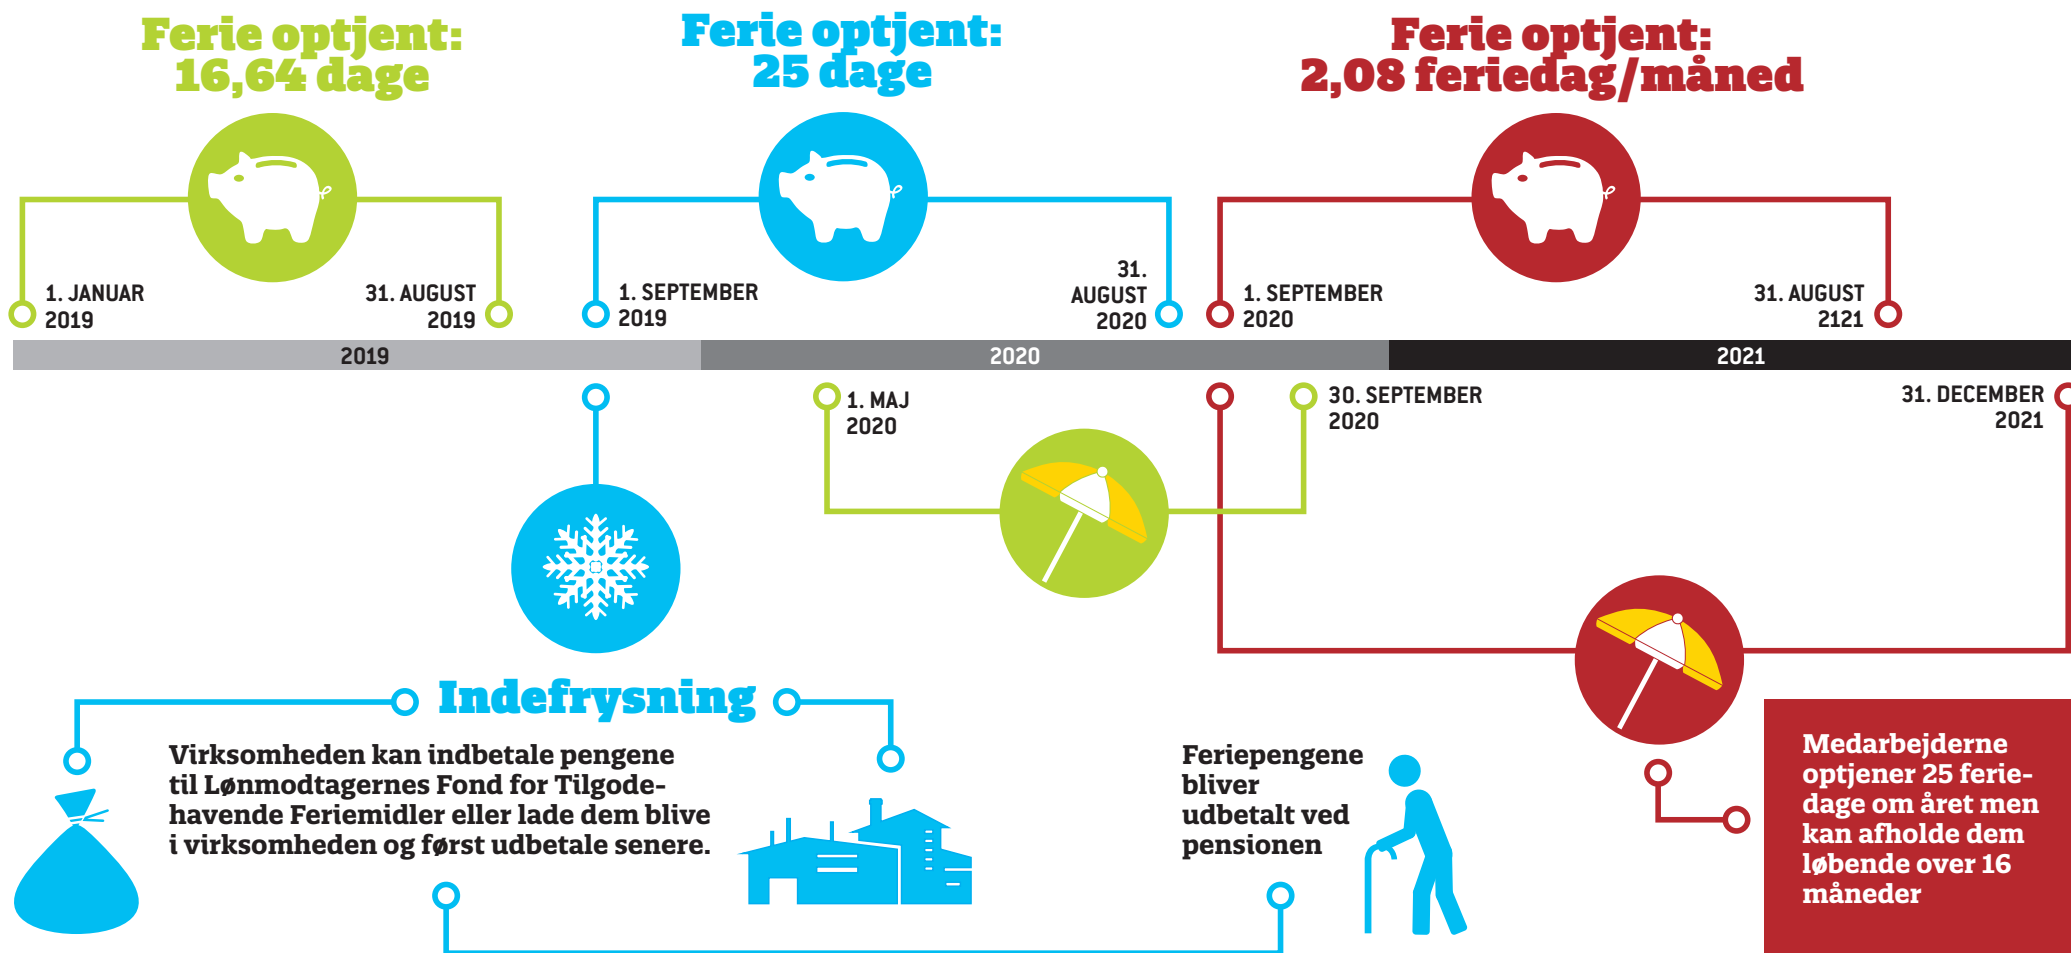 Ferie optjent:
16,64 dage
Ferie optjent:
25 dage
Ferie optjent:
2,08 feriedag/måned
1. JANUAR
2019
31. AUGUST
2019
1. SEPTEMBER
2019
31.
AUGUST
2020
1. SEPTEMBER
2020
31. AUGUST
2121
2019
2020
2021
1. MAJ
2020
30. SEPTEMBER
2020
31. DECEMBER
2021
Indefrysning
Virksomheden kan indbetale pengene
til Lønmodtagernes Fond for Tilgode-
havende Feriemidler eller lade dem blive
i virksomheden og først udbetale senere.
Feriepengene
bliver
udbetalt ved
pensionen
Medarbejderne
optjener 25 ferie-
dage om året men
kan afholde dem
løbende over 16
måneder